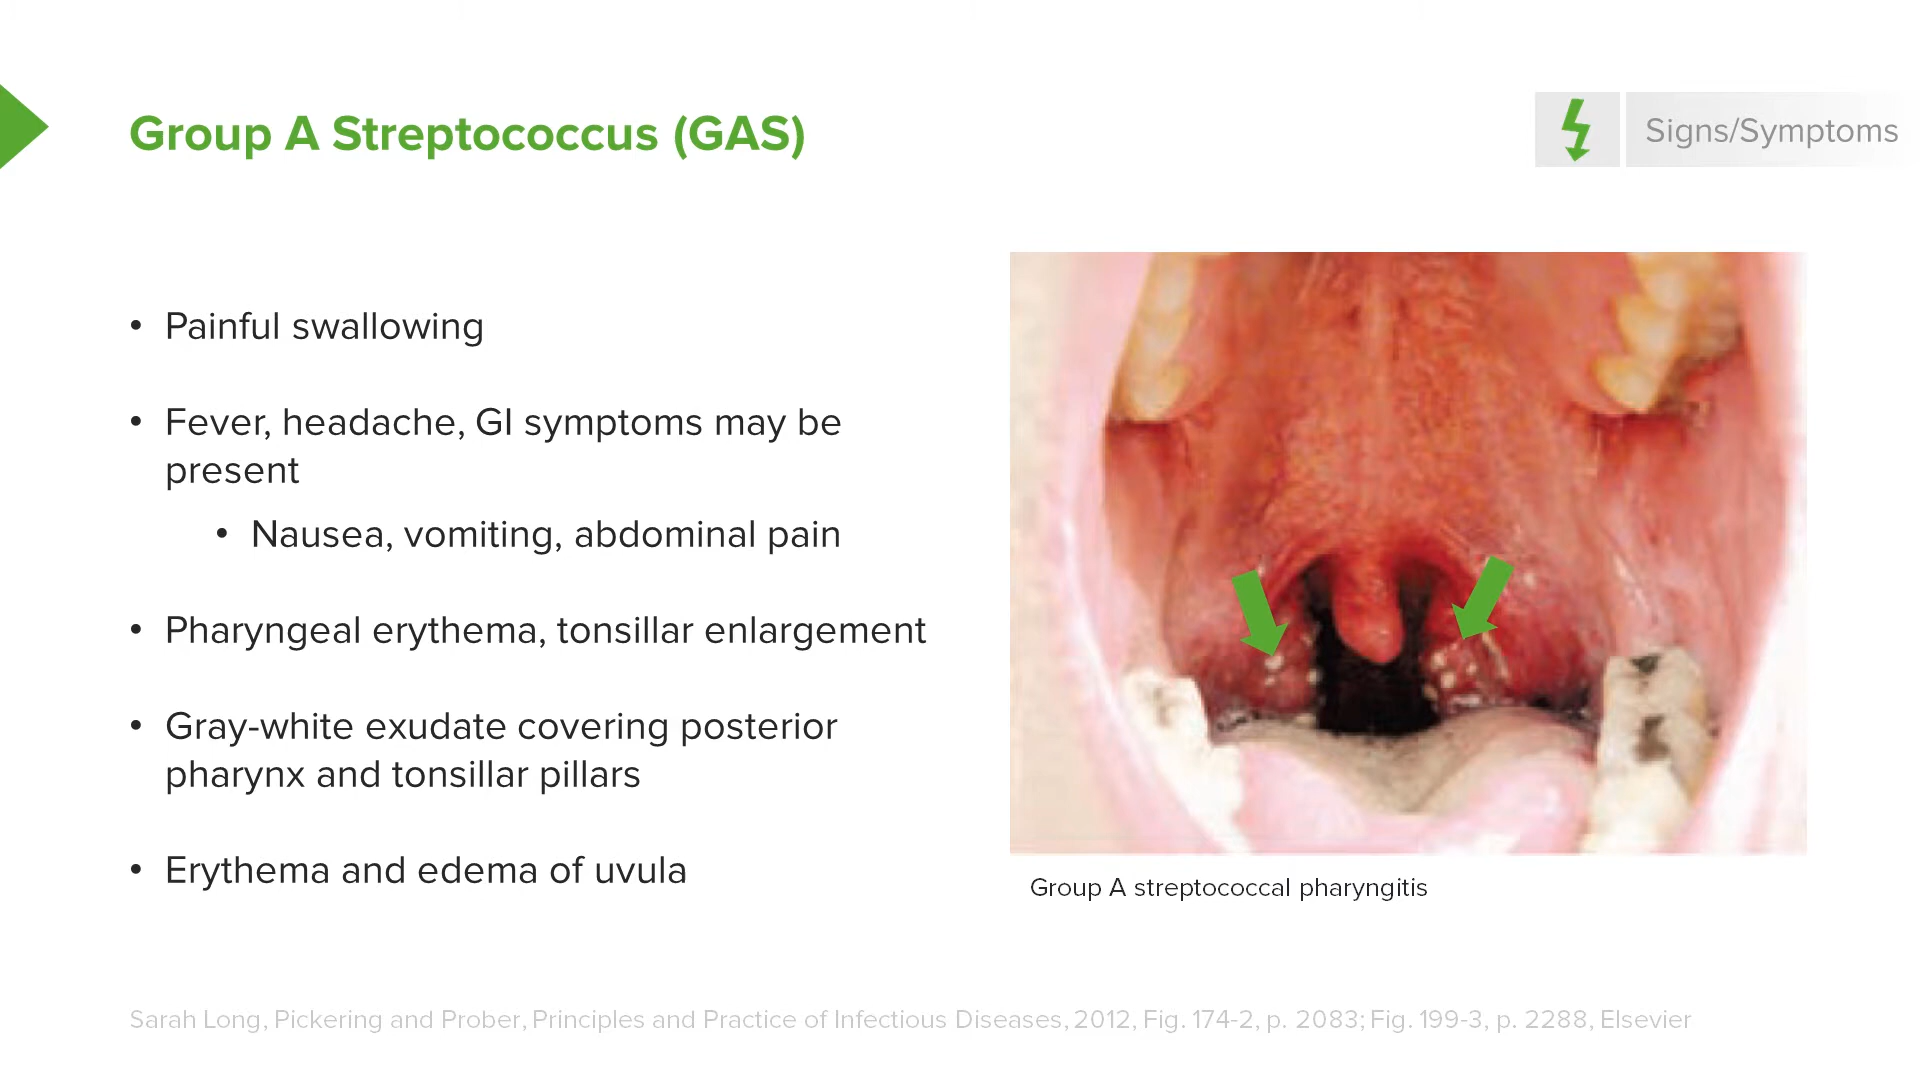 Group A Streptococcus (GAS)
Signs/Symptoms
• Painful swallowing
• Fever, headache, GI symptoms may be
present
• Nausea, vomiting, abdominal pain
• Pharyngeal erythema, tonsillar enlargement
• Gray-white exudate covering posterior
pharynx and tonsillar pillars
• Erythema and edema of uvula
Group A streptococcal pharyngitis
Sarah Long, Pickering and Prober, Principles and Practice of Infectious Diseases, 2012, Fig. 174-2, p. 2083; Fig. 199-3, p. 2288, Elsevier